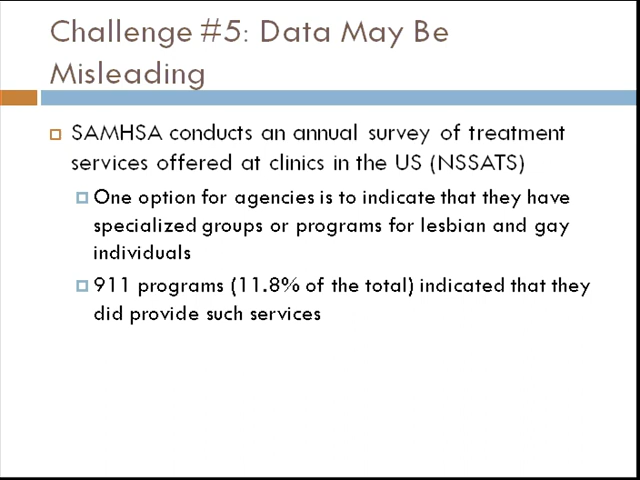 Challenge #5: Data May Be
Misleading
SAMHSA conducts an annual survey of treatment
services offered at clinics in the US (NSSATS)
One option for agencies is to indicate that they have
specialized groups or programs for lesbian and gay
individuals
911 programs (11.8% of the total) indicated that they
did provide such services